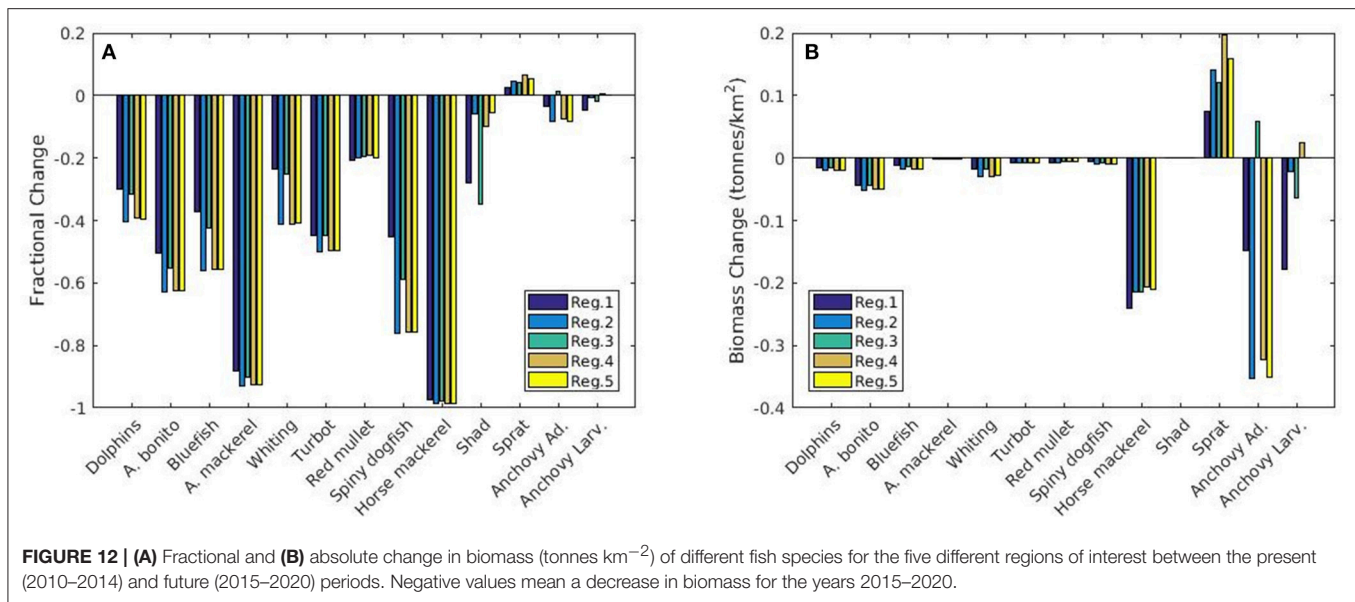 A
0.2
0
-0.2
-0.4
-0.6
-0.8
-1
Fractional Change
Reg.1
Reg.2
Reg.3
Reg.4
Reg.5
Dolphins
A. bonito
Bluefish
A. mackerel
Whiting
Turbot
Red mullet
Spiny dogfish
Horse mackerel
Shad
Sprat
Anchovy Ad.
Anchovy Larv.
B
0.2
0.1
0
-0.1
-0.2
-0.3
-0.4
Biomass Change (tonnes/km²)
Reg.1
Reg.2
Reg.3
Reg.4
Reg.5
Dolphins
A. bonito
Bluefish
A. mackerel
Whiting
Turbot
Red mullet
Spiny dogfish
Horse mackerel
Shad
Sprat
Anchovy Ad.
Anchovy Larv.
FIGURE 12 | (A) Fractional and (B) absolute change in biomass (tonnes km⁻²) of different fish species for the five different regions of interest between the present
(2010–2014) and future (2015–2020) periods. Negative values mean a decrease in biomass for the years 2015–2020.